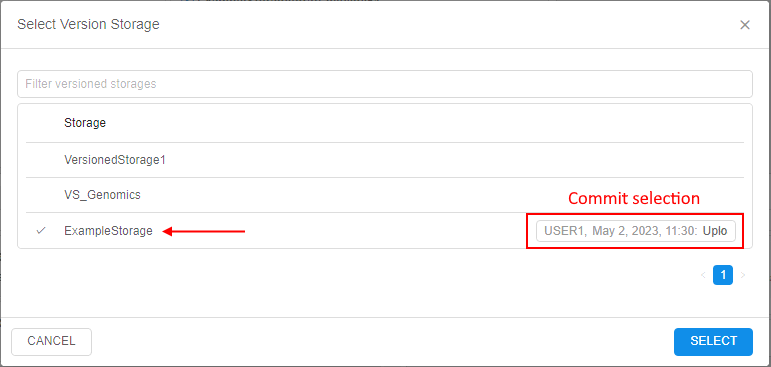 Select Version Storage
×
Filter versioned storages
Storage
VersionedStorage1
VS_Genomics
Commit selection
✓ ExampleStorage USER1, May 2, 2023, 11:30: Uplo
< 1 >
CANCEL SELECT